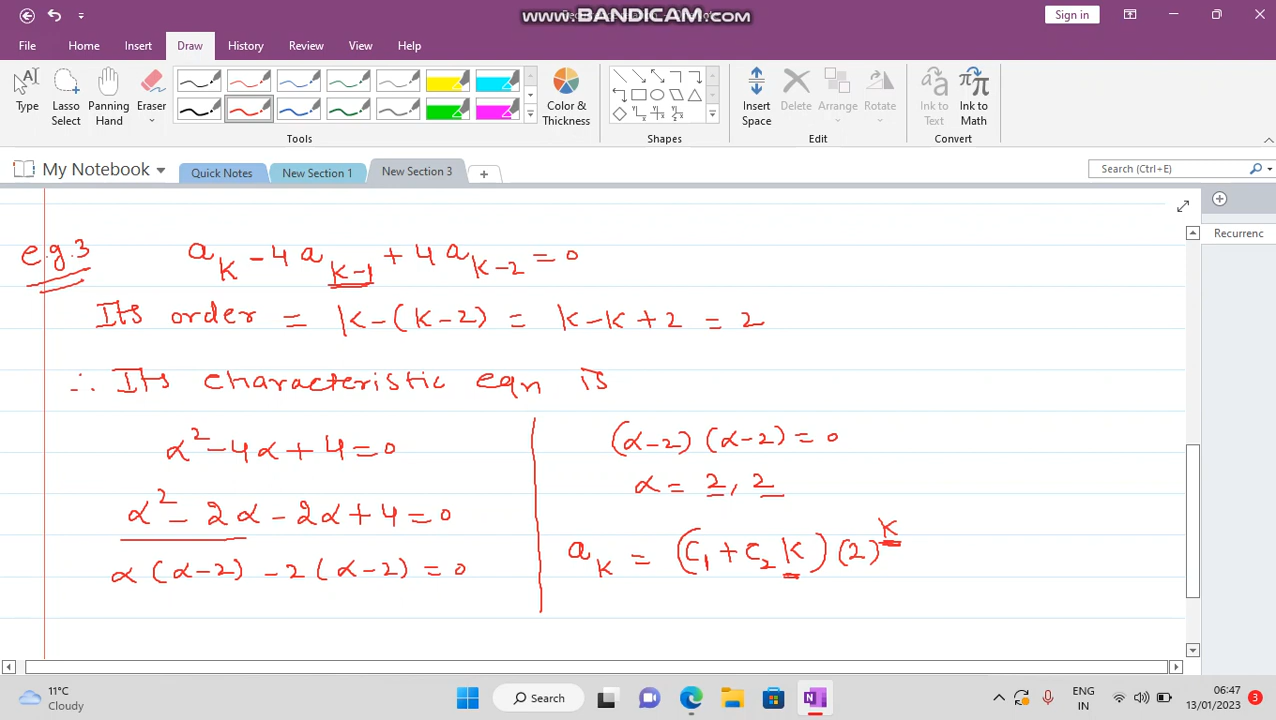 www.BANDICAM.com
Sign in
File Home Insert Draw History Review View Help
Type Lasso Select Panning Hand Eraser Color & Thickness Insert Space Delete Arrange Rotate Ink to Text Ink to Math
Tools Shapes Edit Convert
My Notebook Quick Notes New Section 1 New Section 3 Search (Ctrl+E)
Recurrenc
e.g.3 a_k - 4a_{k-1} + 4a_{k-2} = 0
Its order = k-(k-2) = k-k+2 = 2
∴ Its characteristic eqn is
α² - 4α + 4 = 0
α² - 2α - 2α + 4 = 0
α(α-2) - 2(α-2) = 0
(α-2)(α-2) = 0
α = 2, 2
a_k = (C₁ + C₂ k)(2)^k
11°C
Cloudy
Search
ENG
IN
06:47
13/01/2023
3